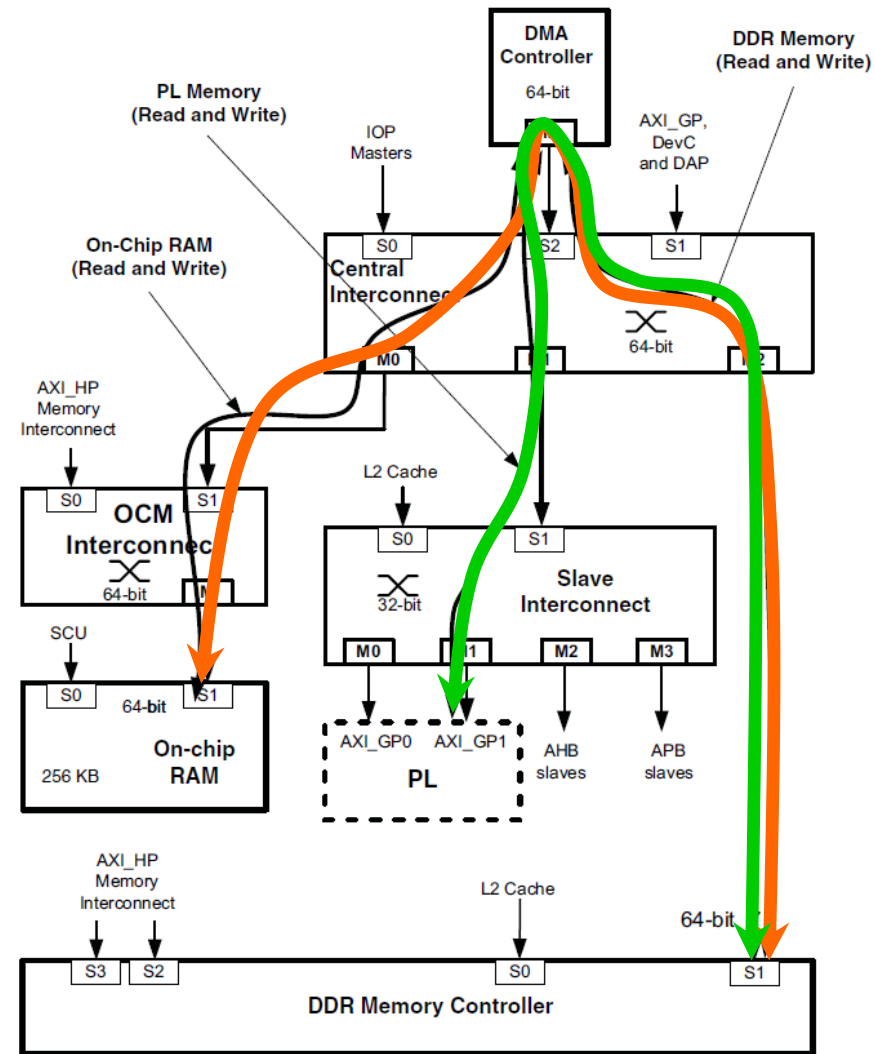 DMA
Controller
64-bit
DDR Memory
(Read and Write)
PL Memory
(Read and Write)
IOP
Masters
AXI_GP,
DevC
and DAP
On-Chip RAM
(Read and Write)
S0
S2
S1
Central
Interconnect
64-bit
M0
AXI_HP
Memory
Interconnect
L2 Cache
S0
S1
OCM
Interconnec
64-bit
S0
S1
Slave
Interconnect
32-bit
M0
M1
M2
M3
SCU
S0
S1
64-bit
On-chip
RAM
256 KB
AXI_GP0
AXI_GP1
PL
AHB
slaves
APB
slaves
AXI_HP
Memory
Interconnect
L2 Cache
64-bit
S3
S2
S0
S1
DDR Memory Controller